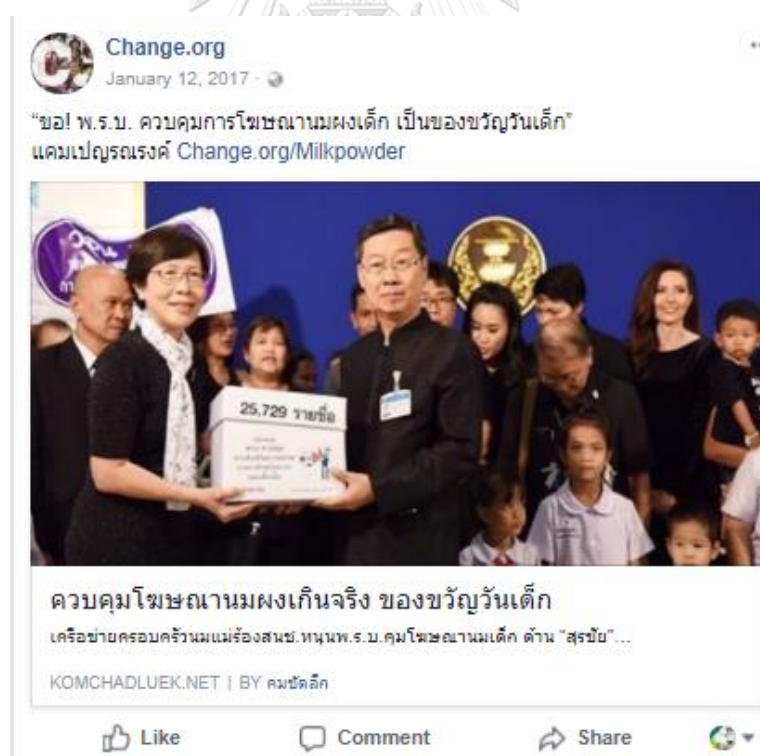 Change.org
January 12, 2017 ·
“ขอ! พ.ร.บ. ควบคุมการโฆษณานมผงเด็ก เป็นของขวัญวันเด็ก”
แคมเปญรณรงค์ Change.org/Milkpowder
25,729 รายชื่อ
ควบคุมโฆษณานมผงเกินจริง ของขวัญวันเด็ก
เครือข่ายครอบครัวนมแม่ร้องสนช.หนุนพ.ร.บ.คุมโฆษณานมเด็ก ด้าน “สุรชัย”...
KOMCHADLUEK.NET | BY คมชัดลึก
Like Comment Share